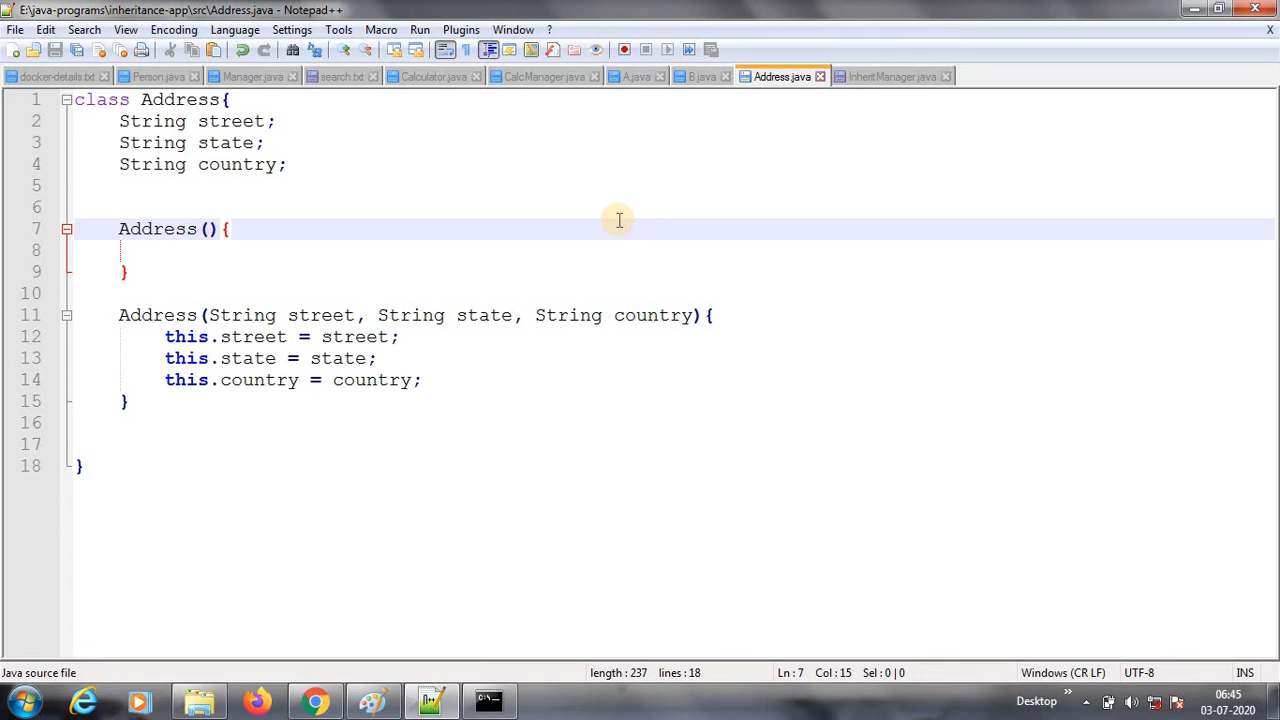 E:\java-programs\inheritance-app\src\Address.java - Notepad++
File Edit Search View Encoding Language Settings Tools Macro Run Plugins Window ? X
docker-details.txt Person.java Manager.java search.txt Calculator.java CalcManager.java A.java B.java Address.java InheritManager.java
1 class Address{
2 String street;
3 String state;
4 String country;
5
6
7 Address(){
8
9 }
10
11 Address(String street, String state, String country){
12 this.street = street;
13 this.state = state;
14 this.country = country;
15 }
16
17
18 }
Java source file length : 237 lines : 18 Ln : 7 Col : 15 Sel : 0 | 0 Windows (CR LF) UTF-8 INS
Desktop » 06:45
03-07-2020